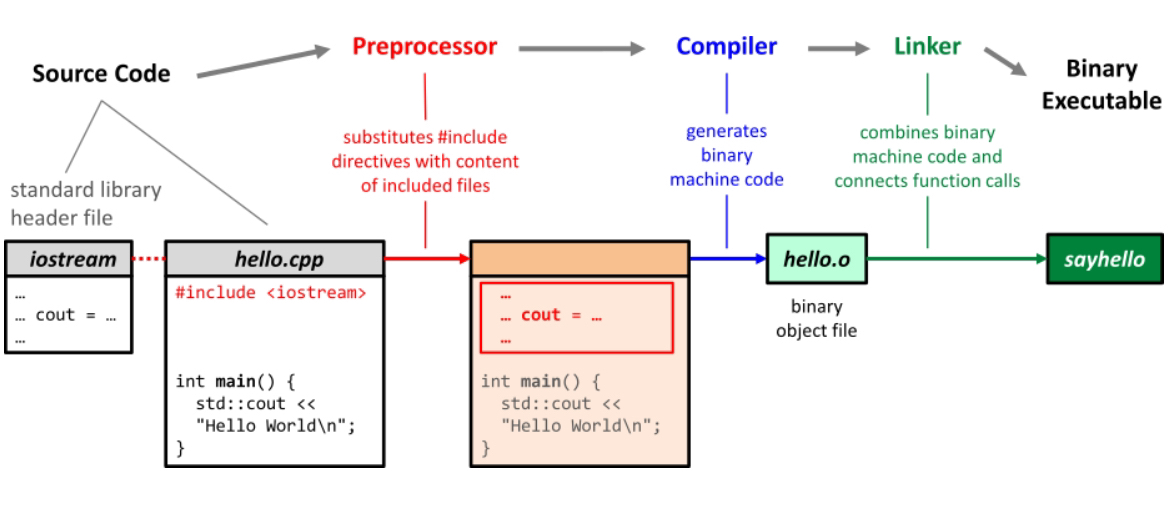 Source Code
Preprocessor
Compiler
Linker
Binary
Executable
substitutes #include
directives with content
of included files
generates
binary
machine code
combines binary
machine code and
connects function calls
standard library
header file
iostream
…
… cout = …
…
hello.cpp
#include <iostream>
int main() {
  std::cout <<
  "Hello World\n";
}
…
… cout = …
…
int main() {
  std::cout <<
  "Hello World\n";
}
hello.o
binary
object file
sayhello